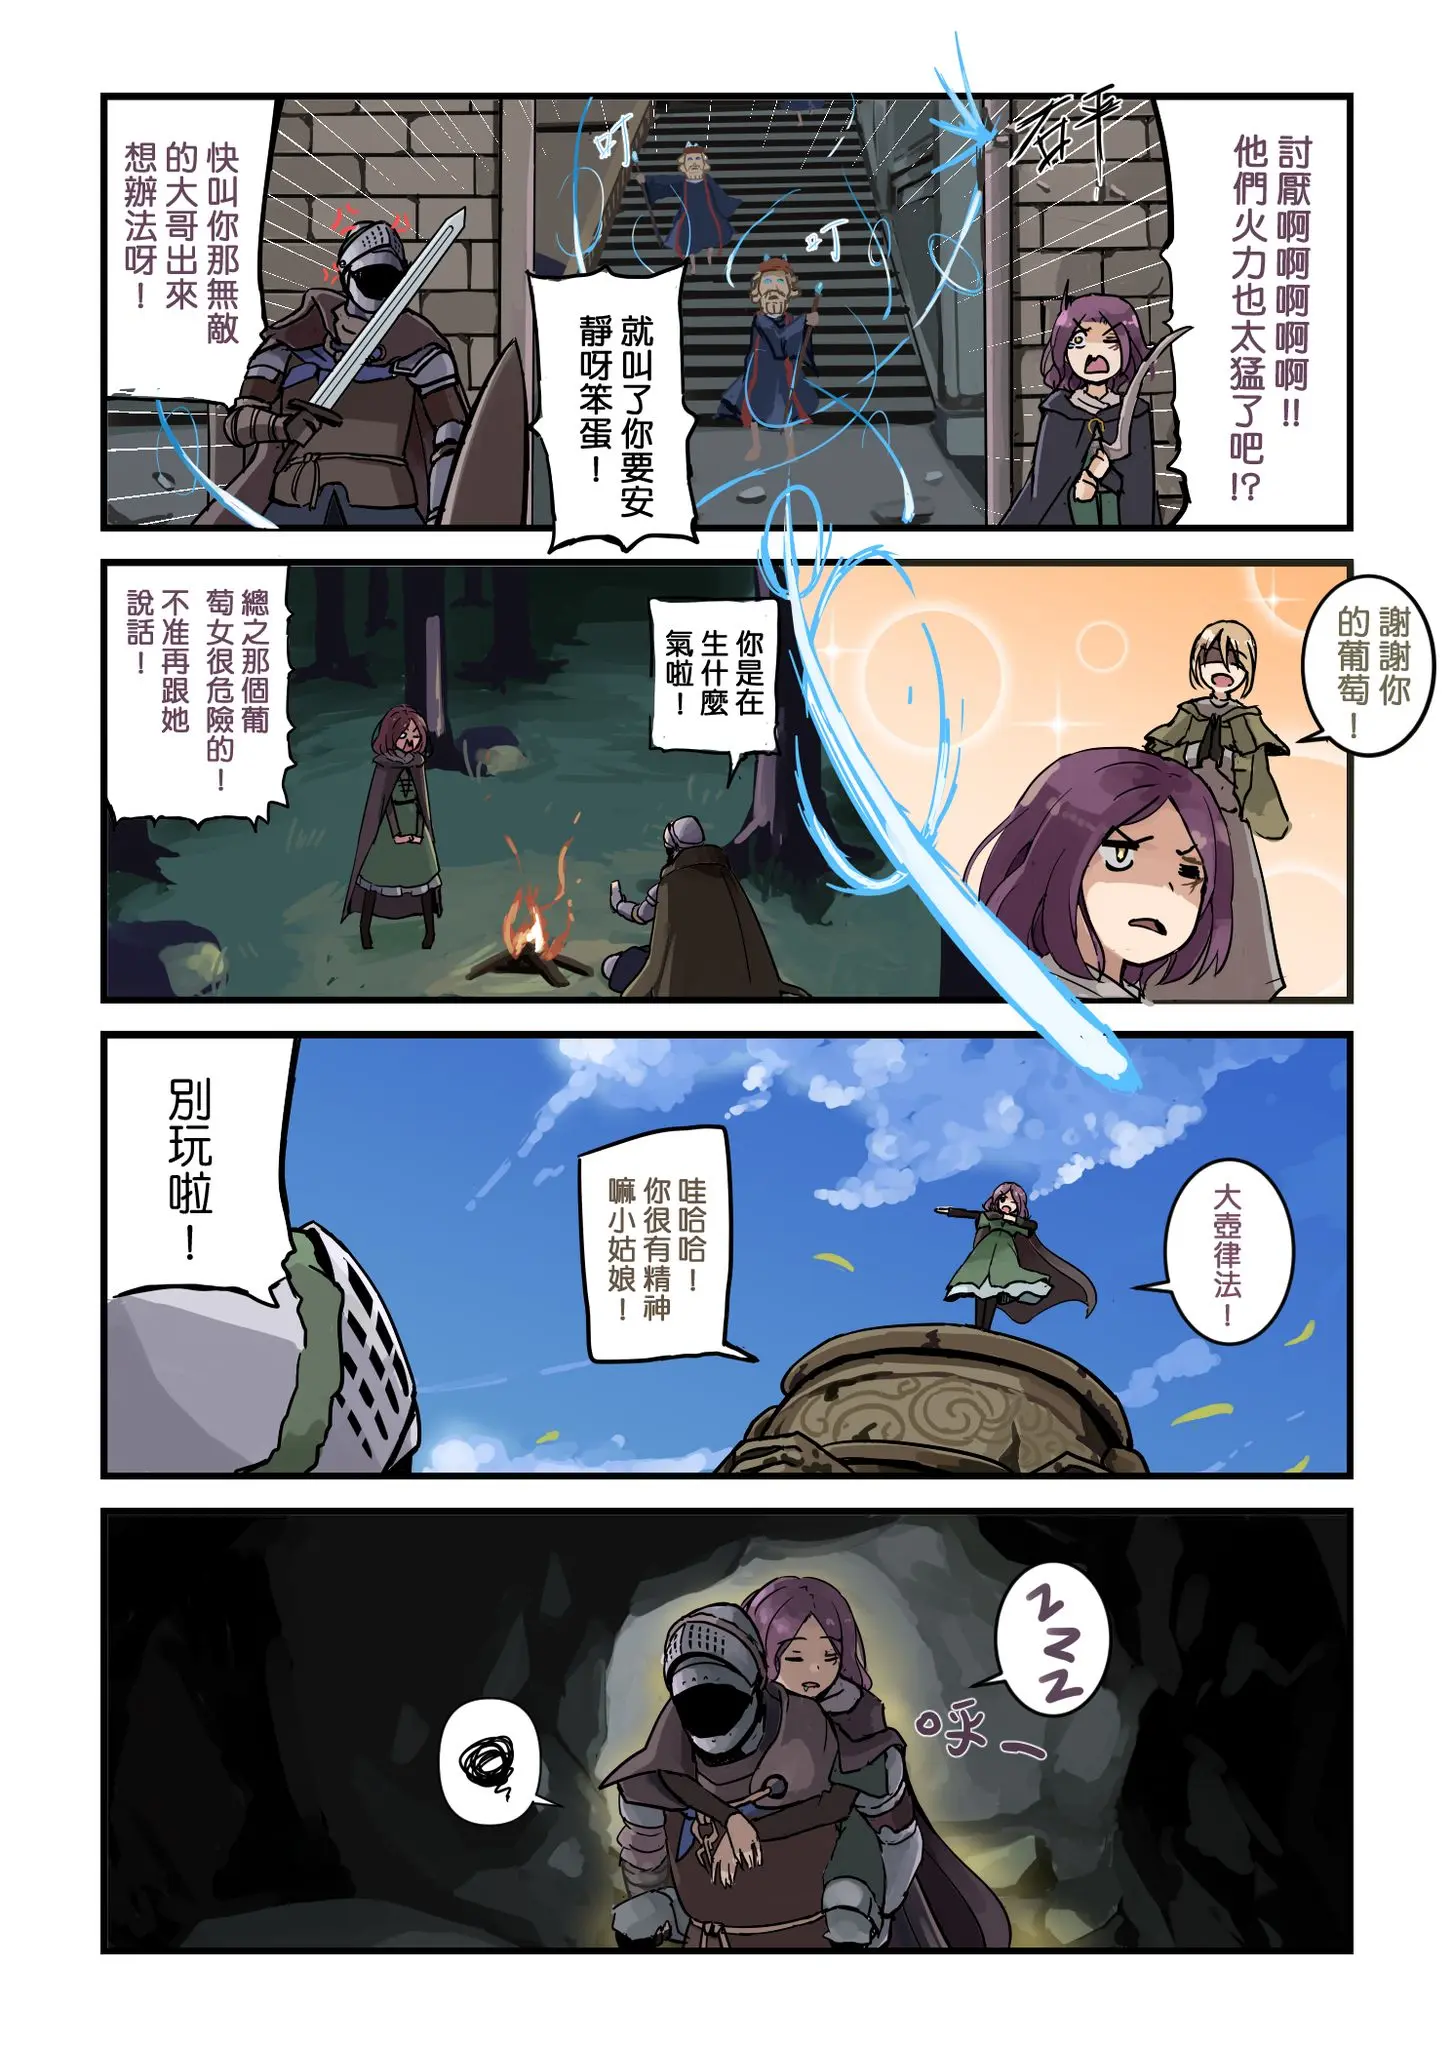 討厭啊啊啊啊啊啊!!
他們火力也太猛了吧!?
砰
叮
叮
就叫了你要安
靜呀笨蛋！
快叫你那無敵
的大哥出來
想辦法呀！
謝謝你
的葡萄！
你是在
生什麼
氣啦！
總之那個葡
萄女很危險的！
不准再跟她
說話！
大壺律法！
哇哈哈！
你很有精神
嘛小姑娘！
別玩啦！
ZZZ
呼一